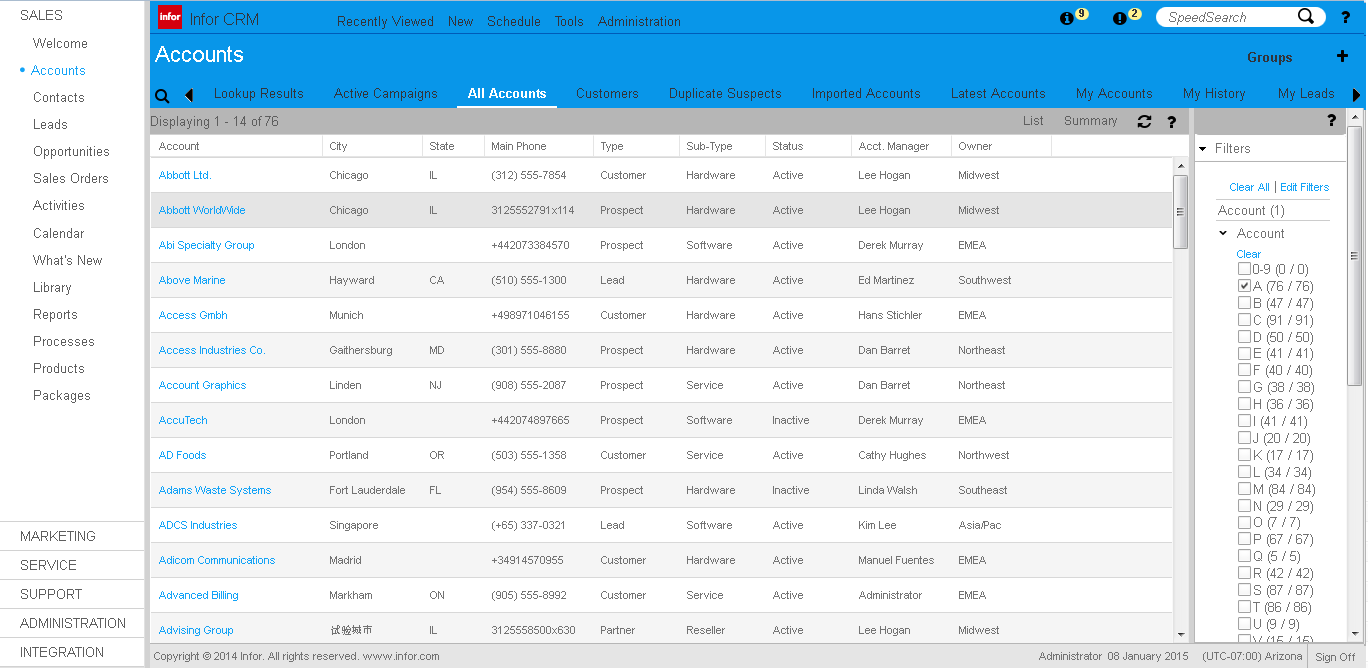 SALES
Welcome
Accounts
Contacts
Leads
Opportunities
Sales Orders
Activities
Calendar
What's New
Library
Reports
Processes
Products
Packages
MARKETING
SERVICE
SUPPORT
ADMINISTRATION
INTEGRATION
infor Infor CRM Recently Viewed New Schedule Tools Administration 9 2 SpeedSearch ?
Accounts Groups +
Lookup Results Active Campaigns All Accounts Customers Duplicate Suspects Imported Accounts Latest Accounts My Accounts My History My Leads
Displaying 1 - 14 of 76 List Summary ?
Account City State Main Phone Type Sub-Type Status Acct. Manager Owner
Abbott Ltd. Chicago IL (312) 555-7854 Customer Hardware Active Lee Hogan Midwest
Abbott WorldWide Chicago IL 3125552791x114 Prospect Hardware Active Lee Hogan Midwest
Abi Specialty Group London +442073384570 Prospect Software Active Derek Murray EMEA
Above Marine Hayward CA (510) 555-1300 Lead Hardware Active Ed Martinez Southwest
Access Gmbh Munich +498971046155 Customer Hardware Active Hans Stichler EMEA
Access Industries Co. Gaithersburg MD (301) 555-8880 Prospect Hardware Active Dan Barret Northeast
Account Graphics Linden NJ (908) 555-2087 Prospect Service Active Dan Barret Northeast
AccuTech London +442074897665 Prospect Software Inactive Derek Murray EMEA
AD Foods Portland OR (503) 555-1358 Customer Service Active Cathy Hughes Northwest
Adams Waste Systems Fort Lauderdale FL (954) 555-8609 Prospect Hardware Inactive Linda Walsh Southeast
ADCS Industries Singapore (+65) 337-0321 Lead Software Active Kim Lee Asia/Pac
Adicom Communications Madrid +34914570955 Customer Hardware Active Manuel Fuentes EMEA
Advanced Billing Markham ON (905) 555-8992 Customer Service Active Administrator EMEA
Advising Group 试验城市 IL 3125558500x630 Partner Reseller Active Lee Hogan Midwest
?
Filters
Clear All | Edit Filters
Account (1)
Account
Clear
0-9 (0 / 0)
A (76 / 76)
B (47 / 47)
C (91 / 91)
D (50 / 50)
E (41 / 41)
F (40 / 40)
G (38 / 38)
H (36 / 36)
I (41 / 41)
J (20 / 20)
K (17 / 17)
L (34 / 34)
M (84 / 84)
N (29 / 29)
O (7 / 7)
P (67 / 67)
Q (5 / 5)
R (42 / 42)
S (87 / 87)
T (86 / 86)
U (9 / 9)
V (15 / 15)
Copyright © 2014 Infor. All rights reserved. www.infor.com Administrator 08 January 2015 (UTC-07:00) Arizona Sign Off